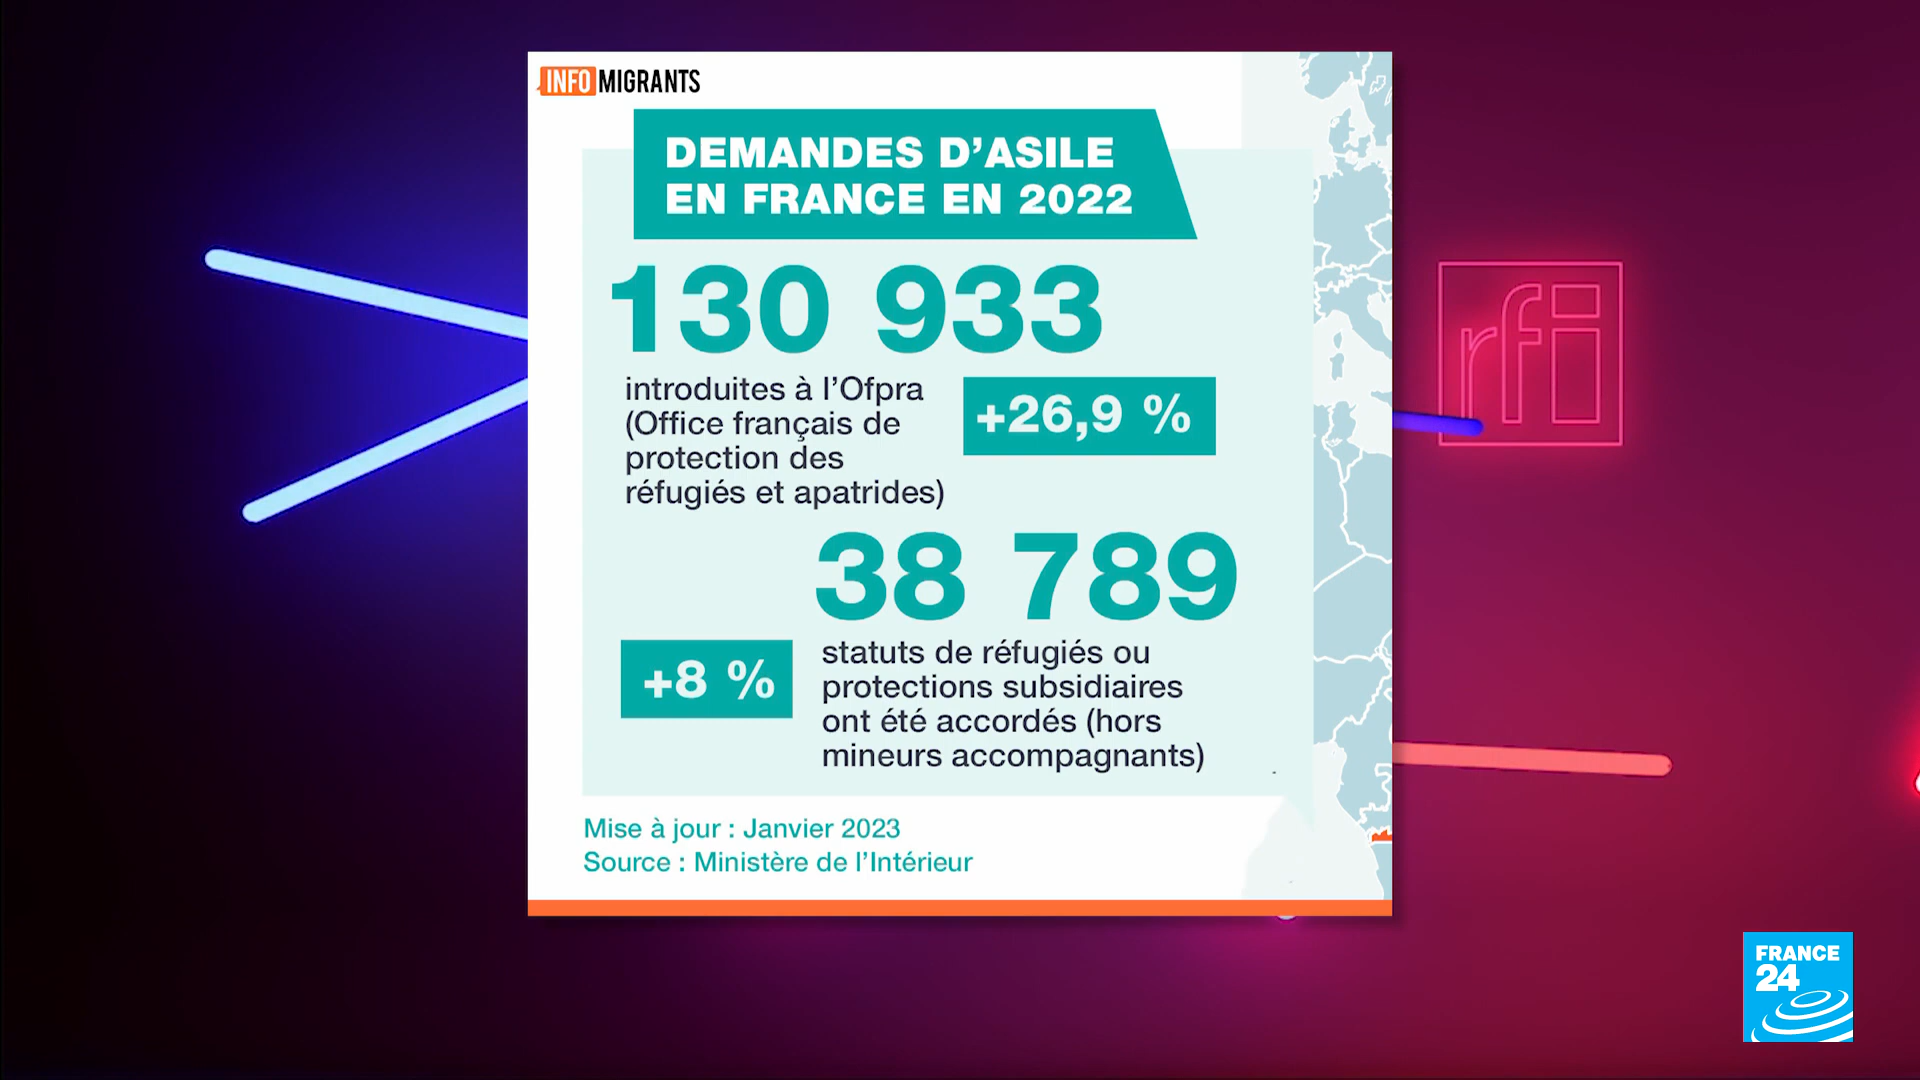 INFO MIGRANTS
DEMANDES D'ASILE
EN FRANCE EN 2022
130 933
introduites à l'Ofpra
(Office français de
protection des
réfugiés et apatrides)
+26,9 %
38 789
+8 %
statuts de réfugiés ou
protections subsidiaires
ont été accordés (hors
mineurs accompagnants)
Mise à jour : Janvier 2023
Source : Ministère de l'Intérieur
rfi
FRANCE
24